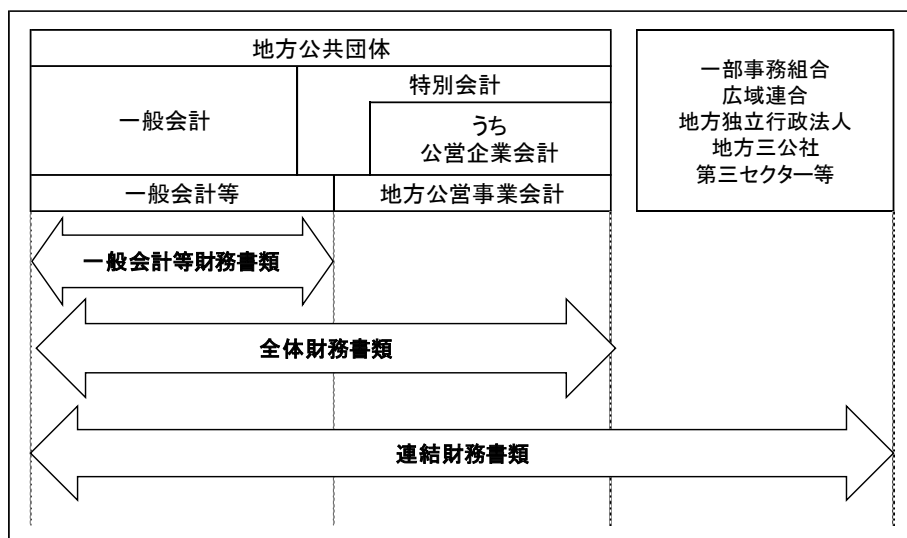 地方公共団体
一般会計
特別会計
うち
公営企業会計
一般会計等
地方公営事業会計
一部事務組合
広域連合
地方独立行政法人
地方三公社
第三セクター等
一般会計等財務書類
全体財務書類
連結財務書類